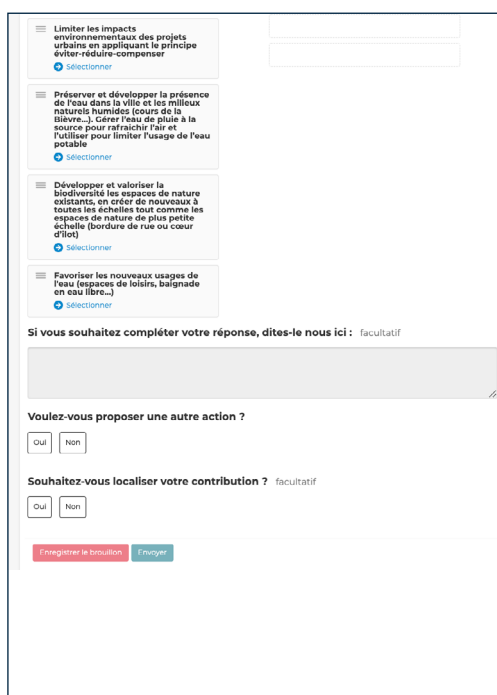 Limiter les impacts
environnementaux des projets
urbains en appliquant le principe
éviter-réduire-compenser
Sélectionner
Préserver et développer la présence
de l'eau dans la ville et les milieux
naturels humides (cours de la
Bièvre...). Gérer l'eau de pluie à la
source pour rafraichir l'air et
l'utiliser pour limiter l'usage de l'eau
potable
Sélectionner
Développer et valoriser la
biodiversité les espaces de nature
existants, en créer de nouveaux à
toutes les échelles tout comme les
espaces de nature de plus petite
échelle (bordure de rue ou cœur
d'îlot)
Sélectionner
Favoriser les nouveaux usages de
l'eau (espaces de loisirs, baignade
en eau libre...)
Sélectionner
Si vous souhaitez compléter votre réponse, dites-le nous ici : facultatif
Voulez-vous proposer une autre action ?
Oui Non
Souhaitez-vous localiser votre contribution ? facultatif
Oui Non
Enregistrer le brouillon Envoyer